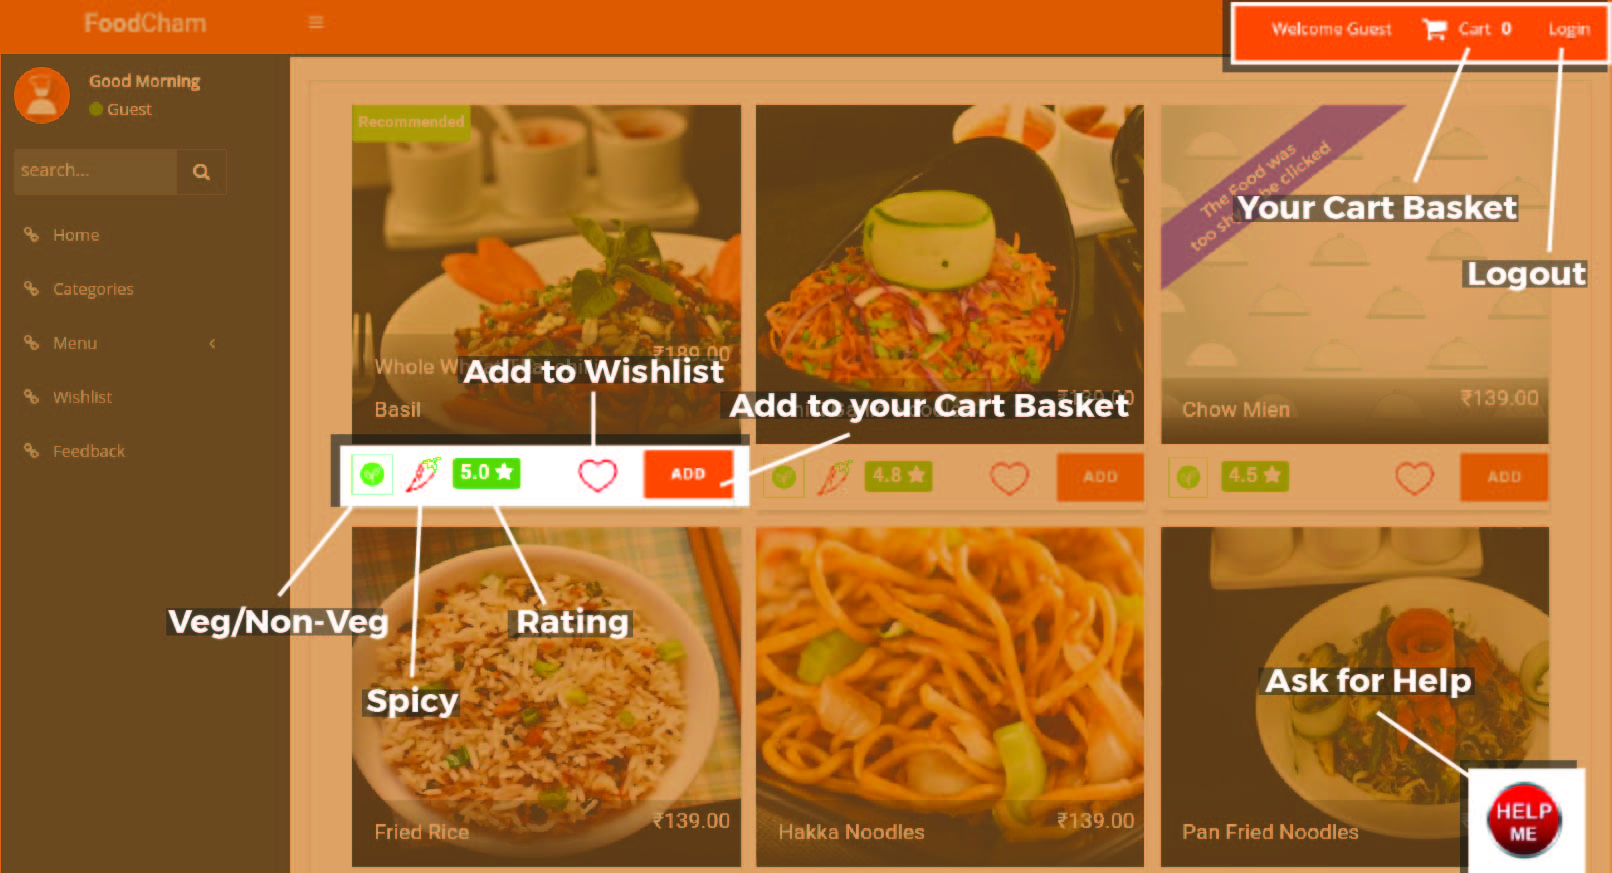 FoodCham
Welcome Guest
Cart 0
Login
Good Morning
Guest
search...
Home
Categories
Menu
Wishlist
Feedback
Recommended
The Food was
too shy be clicked
Your Cart Basket
Logout
₹189.00
Whole
Basil
Add to Wishlist
₹139.00
Add to your Cart Basket
₹139.00
Chow Mien
5.0
ADD
4.8
ADD
4.5
ADD
Veg/Non-Veg
Spicy
Rating
Ask for Help
HELP
ME
₹139.00
Fried Rice
₹139.00
Hakka Noodles
Pan Fried Noodles